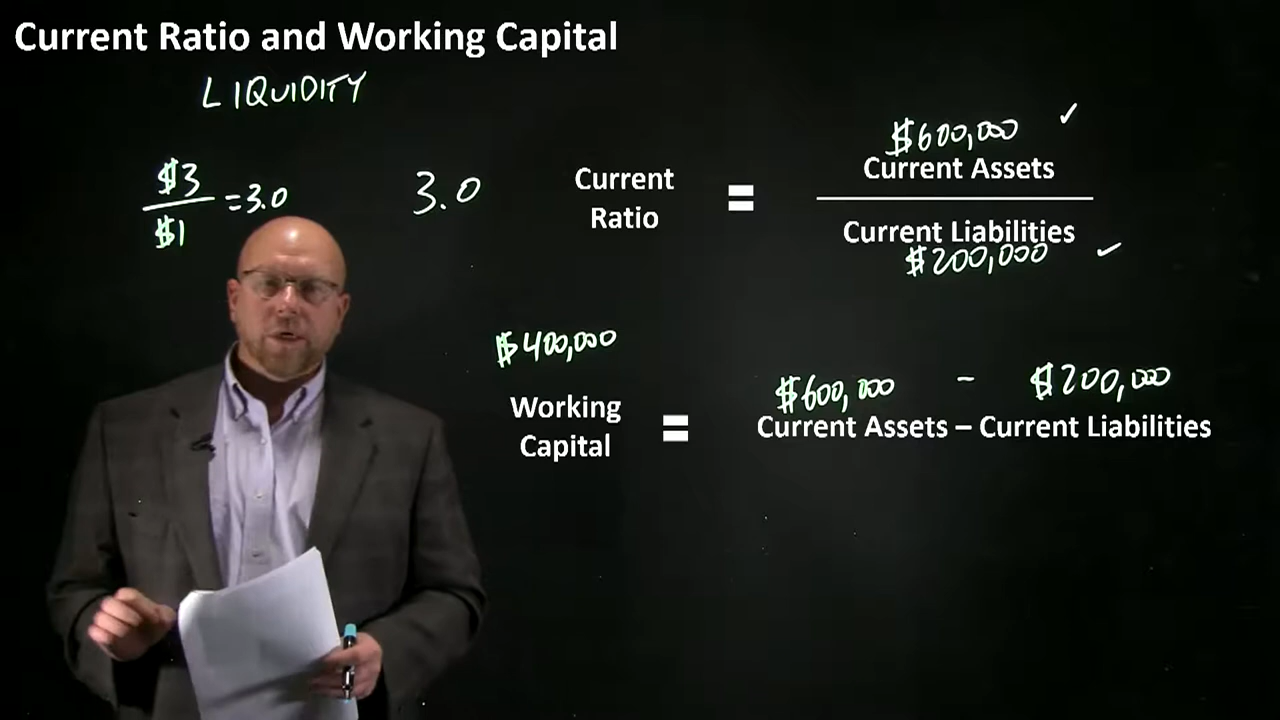 Current Ratio and Working Capital
LIQUIDITY
$3
$1
=3.0
3.0
Current
Ratio
=
$600,000 ✓
Current Assets
Current Liabilities
$200,000 ✓
$400,000
Working
Capital
=
$600,000 - $200,000
Current Assets – Current Liabilities